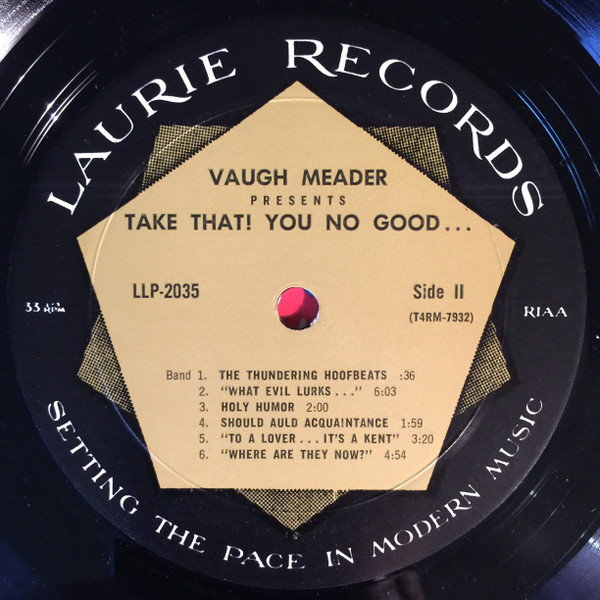 LAURIE RECORDS
VAUGH MEADER
PRESENTS
TAKE THAT! YOU NO GOOD...
LLP-2035
Side II
(T4RM-7932)
33⅓ RPM
RIAA
Band 1. THE THUNDERING HOOFBEATS :36
2. "WHAT EVIL LURKS..." 6:03
3. HOLY HUMOR 2:00
4. SHOULD AULD ACQUAINTANCE 1:59
5. "TO A LOVER...IT'S A KENT" 3:20
6. "WHERE ARE THEY NOW?" 4:54
SETTING THE PACE IN MODERN MUSIC